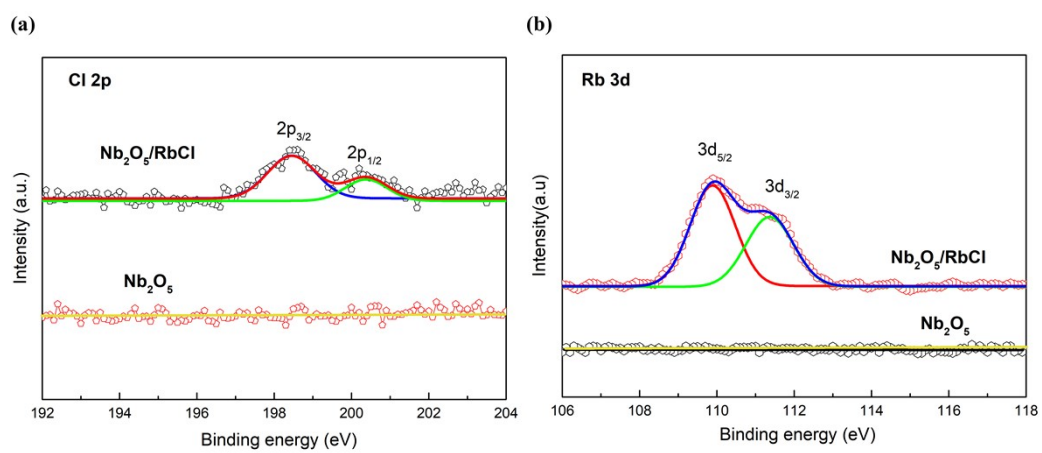 (a)
Cl 2p
Nb₂O₅/RbCl
2p₃/₂
2p₁/₂
Nb₂O₅
Intensity (a.u.)
192 194 196 198 200 202 204
Binding energy (eV)
(b)
Rb 3d
3d₅/₂
3d₃/₂
Nb₂O₅/RbCl
Nb₂O₅
Intensity(a.u)
106 108 110 112 114 116 118
Binding energy (eV)